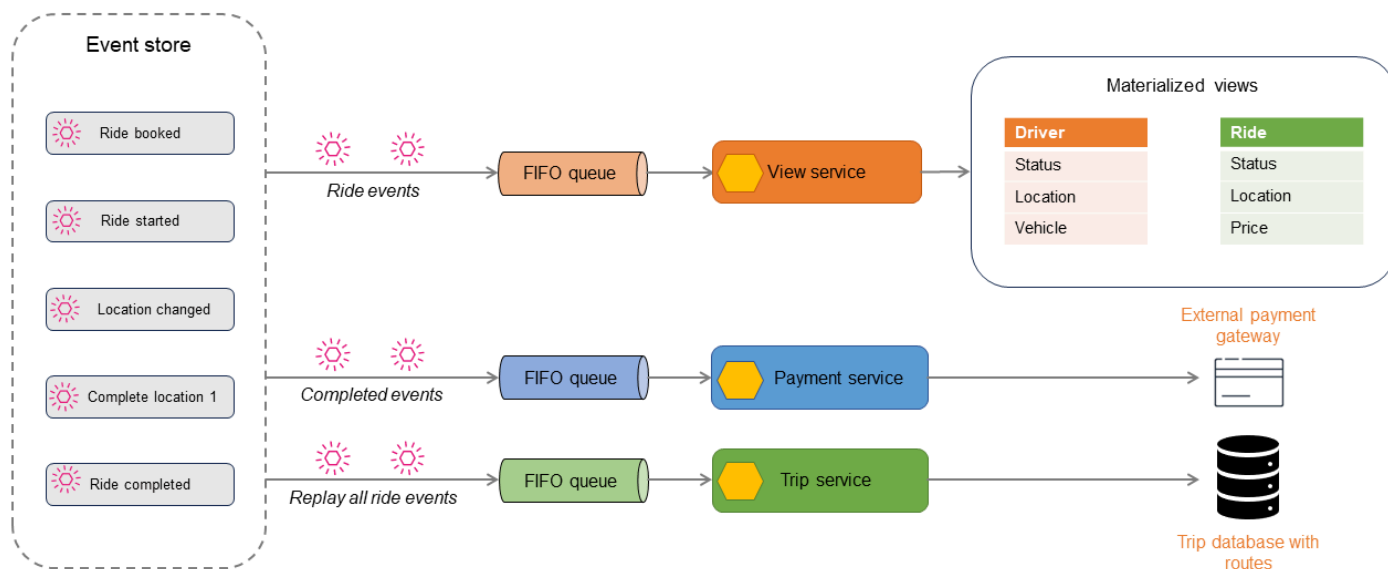 Event store
Ride booked
Ride started
Location changed
Complete location 1
Ride completed
Ride events
FIFO queue
View service
Materialized views
Driver
Status
Location
Vehicle
Ride
Status
Location
Price
Completed events
FIFO queue
Payment service
External payment
gateway
Replay all ride events
FIFO queue
Trip service
Trip database with
routes